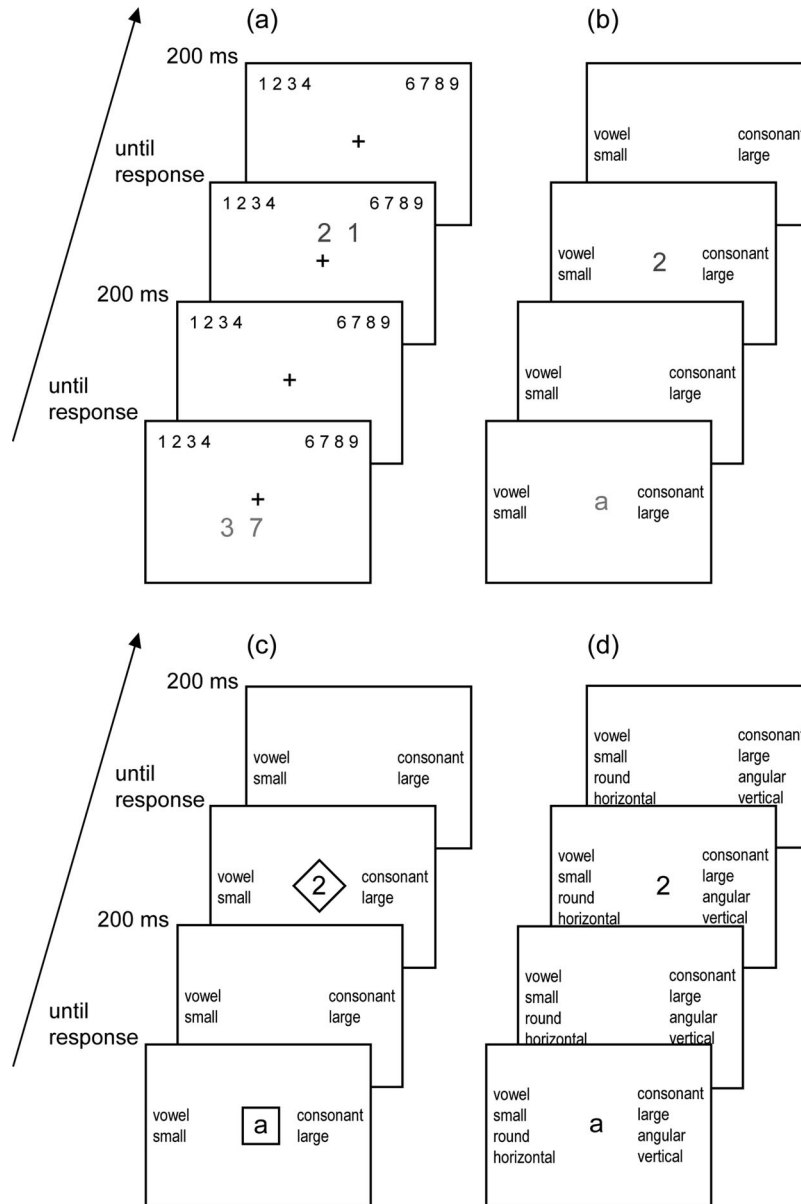 (a)
200 ms
1 2 3 4 6 7 8 9
+
until
response
1 2 3 4 6 7 8 9
2 1
+
200 ms
1 2 3 4 6 7 8 9
+
until
response
1 2 3 4 6 7 8 9
+
3 7
(b)
vowel consonant
small large
vowel 2 consonant
small large
vowel consonant
small large
vowel a consonant
small large
(c)
200 ms
vowel consonant
small large
until
response
vowel 2 consonant
small large
200 ms
vowel consonant
small large
until
response
vowel a consonant
small large
(d)
vowel consonant
small large
round angular
horizontal vertical
vowel consonant
small 2 large
round angular
horizontal vertical
vowel consonant
small large
round angular
horizontal vertical
vowel consonant
small a large
round angular
horizontal vertical